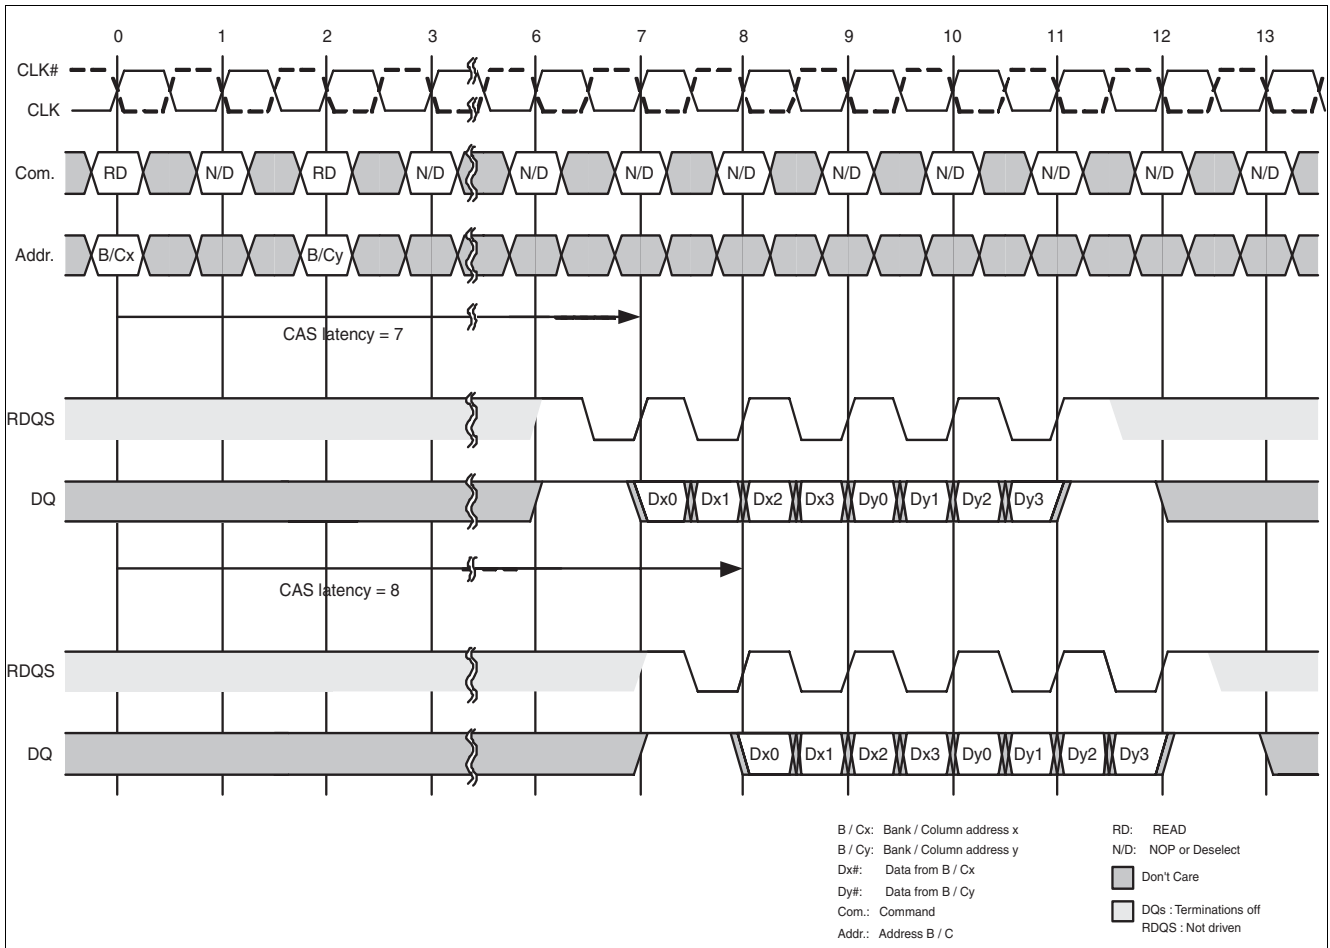 0 1 2 3 6 7 8 9 10 11 12 13
CLK#
CLK
Com. RD N/D RD N/D N/D N/D N/D N/D N/D N/D N/D N/D
Addr. B/Cx B/Cy
CAS latency = 7
RDQS
DQ Dx0 Dx1 Dx2 Dx3 Dy0 Dy1 Dy2 Dy3
CAS latency = 8
RDQS
DQ Dx0 Dx1 Dx2 Dx3 Dy0 Dy1 Dy2 Dy3
B / Cx: Bank / Column address x
B / Cy: Bank / Column address y
Dx#: Data from B / Cx
Dy#: Data from B / Cy
Com.: Command
Addr.: Address B / C
RD: READ
N/D: NOP or Deselect
Don't Care
DQs : Terminations off
RDQS : Not driven